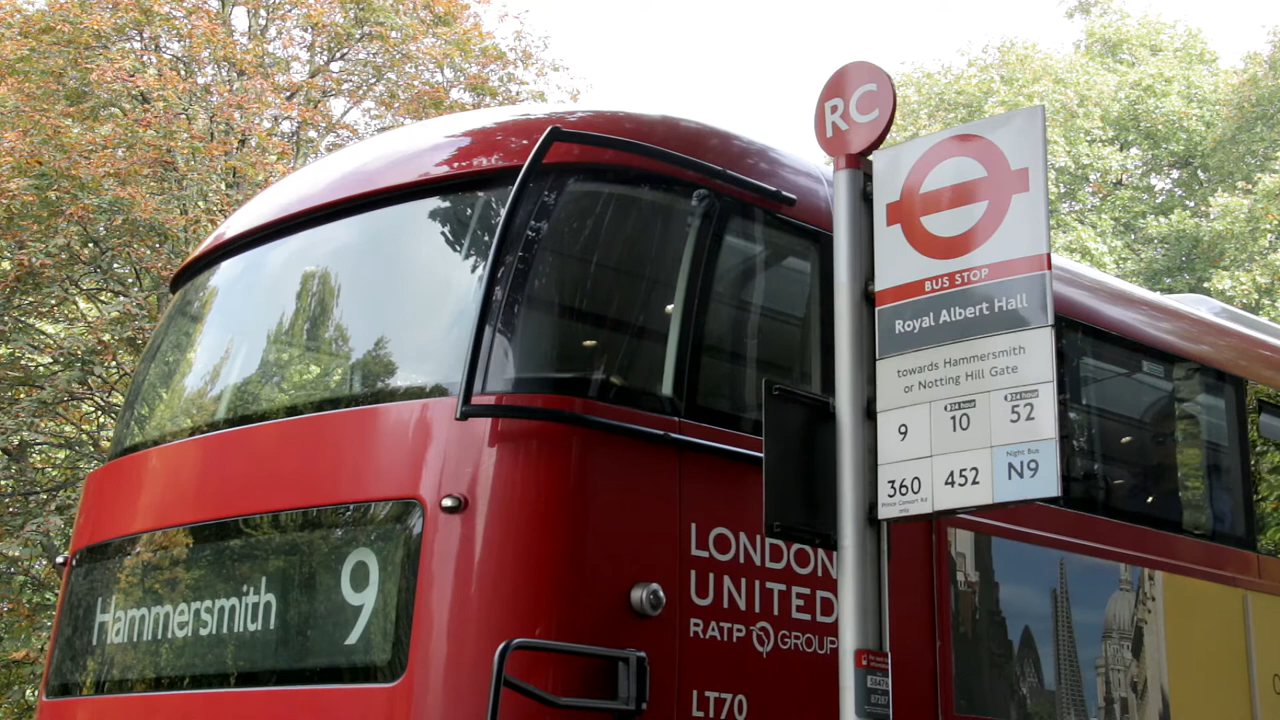 RC
BUS STOP
Royal Albert Hall
towards Hammersmith
or Notting Hill Gate
9
24 hour
10
24 hour
52
360
Prince Consort Rd
only
452
Night Bus
N9
Hammersmith 9
LONDON
UNITED
RATP GROUP
LT70